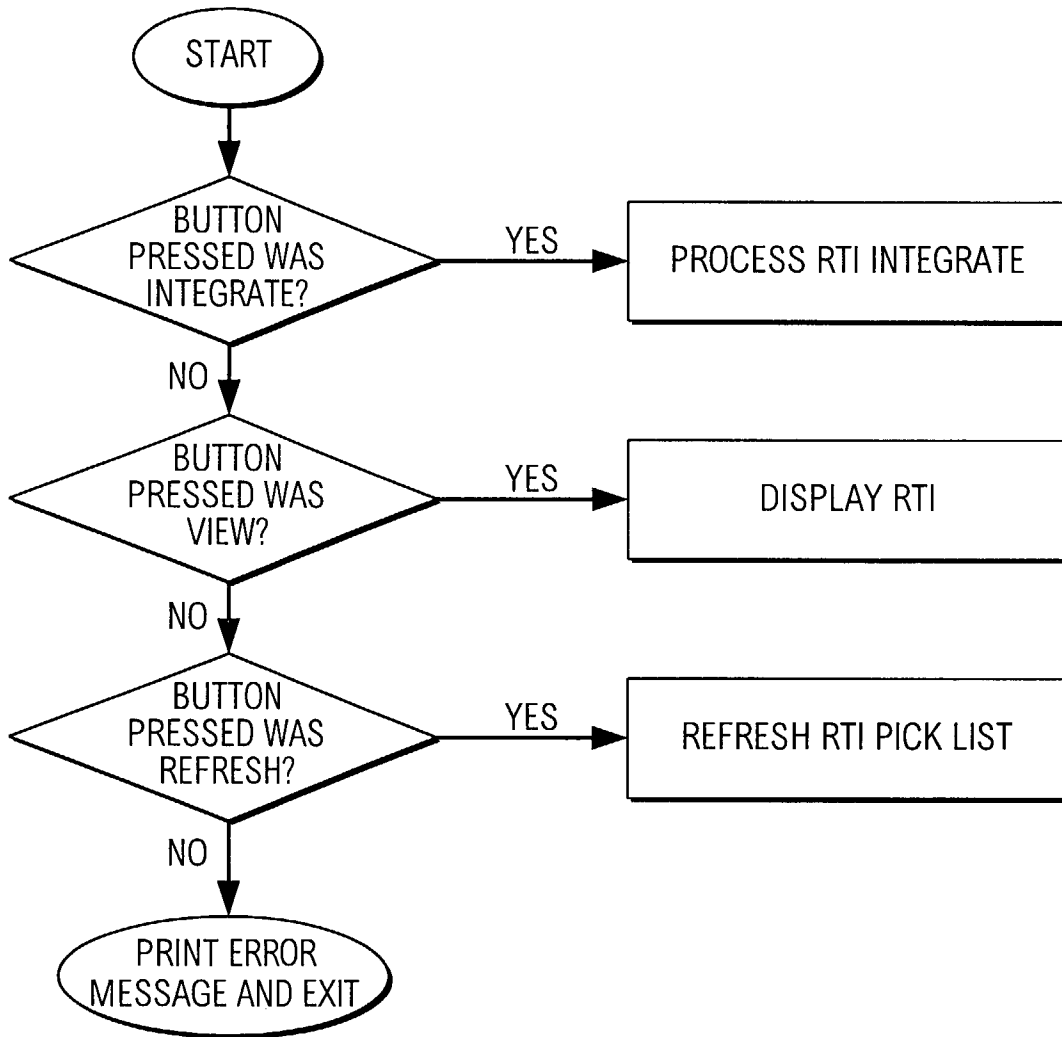 START
BUTTON
PRESSED WAS
INTEGRATE?
YES
PROCESS RTI INTEGRATE
NO
BUTTON
PRESSED WAS
VIEW?
YES
DISPLAY RTI
NO
BUTTON
PRESSED WAS
REFRESH?
YES
REFRESH RTI PICK LIST
NO
PRINT ERROR
MESSAGE AND EXIT